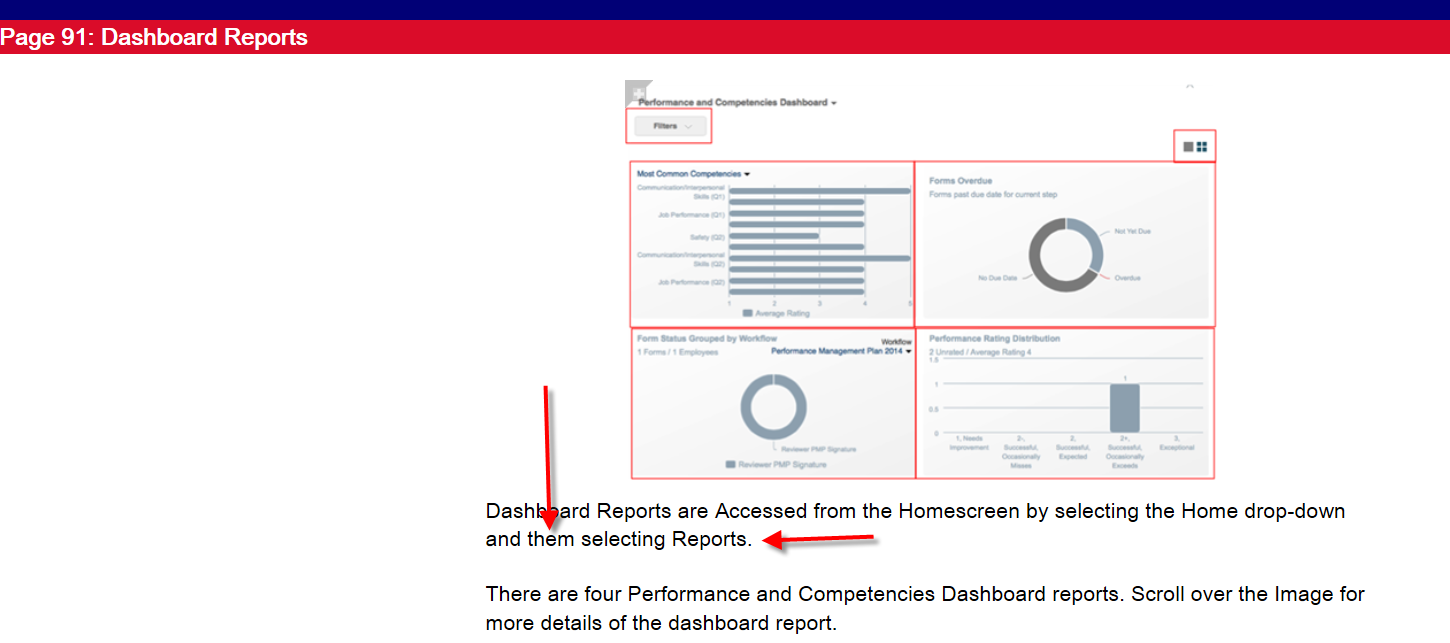 Page 91: Dashboard Reports
Performance and Competencies Dashboard
Filters
Most Common Competencies
Communication/Interpersonal
Skills (Q1)
Job Performance (Q1)
Safety (Q2)
Communication/Interpersonal
Skills (Q2)
Job Performance (Q2)
1 2 3 4 5
Average Rating
Forms Overdue
Forms past due date for current step
Not Yet Due
No Due Date
Overdue
Form Status Grouped by Workflow
1 Forms / 1 Employees
Workflow
Performance Management Plan 2014
Reviewer PMP Signature
Reviewer PMP Signature
Performance Rating Distribution
2 Unrated / Average Rating 4
1.5
1
0.5
0
1
1, Needs
Improvement
2-,
Successful,
Occasionally
Misses
2,
Successful,
Expected
2+,
Successful,
Occasionally
Exceeds
3,
Exceptional
Dashboard Reports are Accessed from the Homescreen by selecting the Home drop-down
and them selecting Reports.
There are four Performance and Competencies Dashboard reports. Scroll over the Image for
more details of the dashboard report.